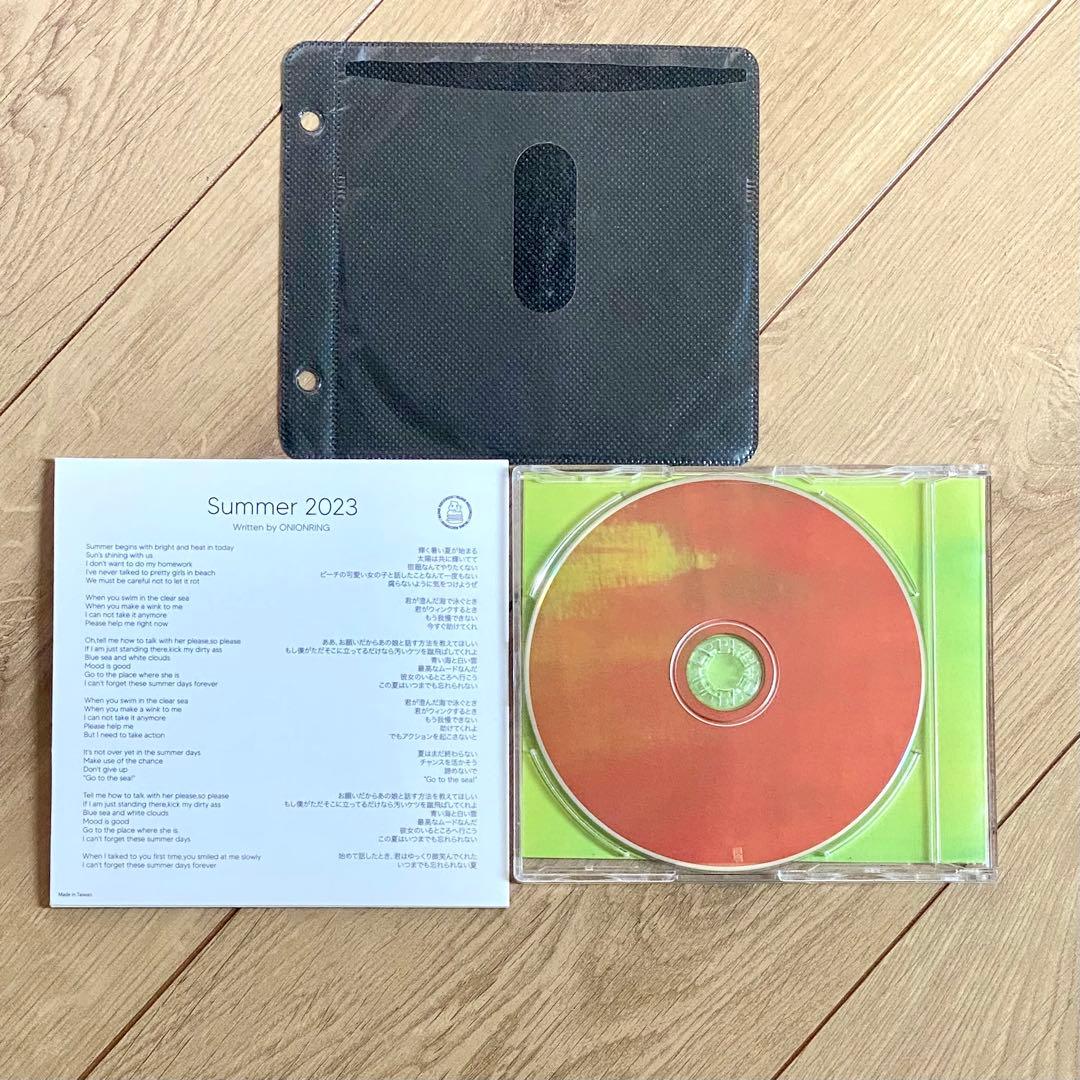 Summer 2023
Written by ONIONRING
Summer begins with bright and heat in today
Sun's shining with us
I don't want to do my homework
I've never talked to pretty girls in beach
We must be careful not to let it rot
When you swim in the clear sea
When you make a wink to me
I can not take it anymore
Please help me right now
Oh,tell me how to talk with her please,so please
If I am just standing there,kick my dirty ass
Blue sea and white clouds
Mood is good
Go to the place where she is
I can't forget these summer days forever
When you swim in the clear sea
When you make a wink to me
I can not take it anymore
Please help me
But I need to take action
It's not over yet in the summer days
Make use of the chance
Don't give up
"Go to the sea!"
Tell me how to talk with her please,so please
If I am just standing there,kick my dirty ass
Blue sea and white clouds
Mood is good
Go to the place where she is
I can't forget these summer days
When I talked to you first time,you smiled at me slowly
I can't forget these summer days forever
輝く暑い夏が始まる
太陽は共に輝いてて
宿題なんてやりたくない
ビーチの可愛い女の子と話したことなんて一度もない
腐らないように気をつけようぜ
君が澄んだ海で泳ぐとき
君がウィンクするとき
もう我慢できない
今すぐ助けてくれ
ああ、お願いだからあの娘と話す方法を教えてほしい
もし僕がただそこに立ってるだけなら汚いケツを蹴飛ばしてくれよ
青い海と白い雲
最高なムードなんだ
彼女のいるところへ行こう
この夏はいつまでも忘れられない
君が澄んだ海で泳ぐとき
君がウィンクするとき
もう我慢できない
助けてくれよ
でもアクションを起こさないと
夏はまだ終わらない
チャンスを活かそう
諦めないで
"Go to the sea!"
お願いだからあの娘と話す方法を教えてほしい
もし僕がただそこに立ってるだけなら汚いケツを蹴飛ばしてくれよ
青い海と白い雲
最高なムードなんだ
彼女のいるところへ行こう
この夏はいつまでも忘れられない
始めて話したとき、君はゆっくり微笑んでくれた
いつまでも忘れられない夏
Made in Taiwan